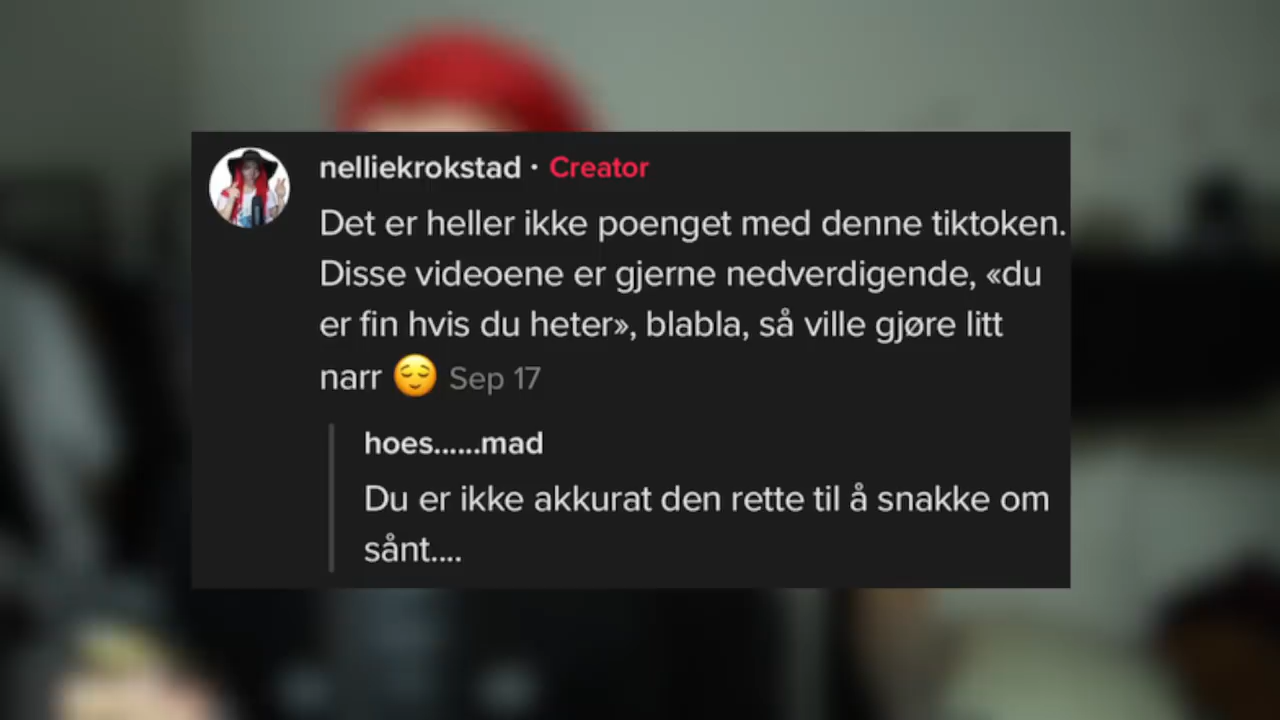 nelliekrokstad · Creator
Det er heller ikke poenget med denne tiktoken.
Disse videoene er gjerne nedverdigende, «du
er fin hvis du heter», blabla, så ville gjøre litt
narr 😌 Sep 17
hoes......mad
Du er ikke akkurat den rette til å snakke om
sånt....